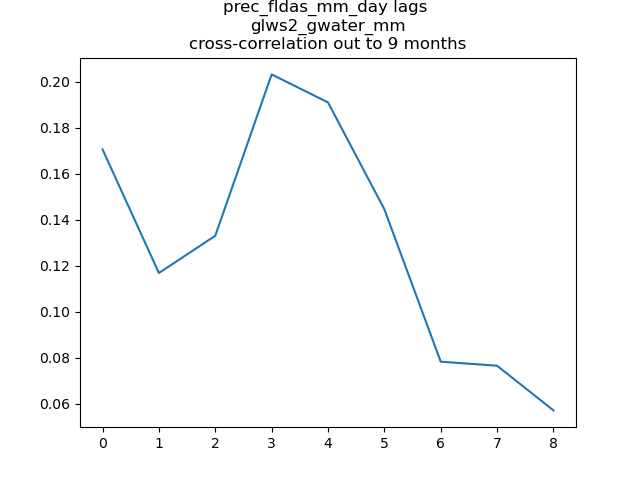 prec_fldas_mm_day lags
glws2_gwater_mm
cross-correlation out to 9 months
0.20
0.18
0.16
0.14
0.12
0.10
0.08
0.06
0 1 2 3 4 5 6 7 8